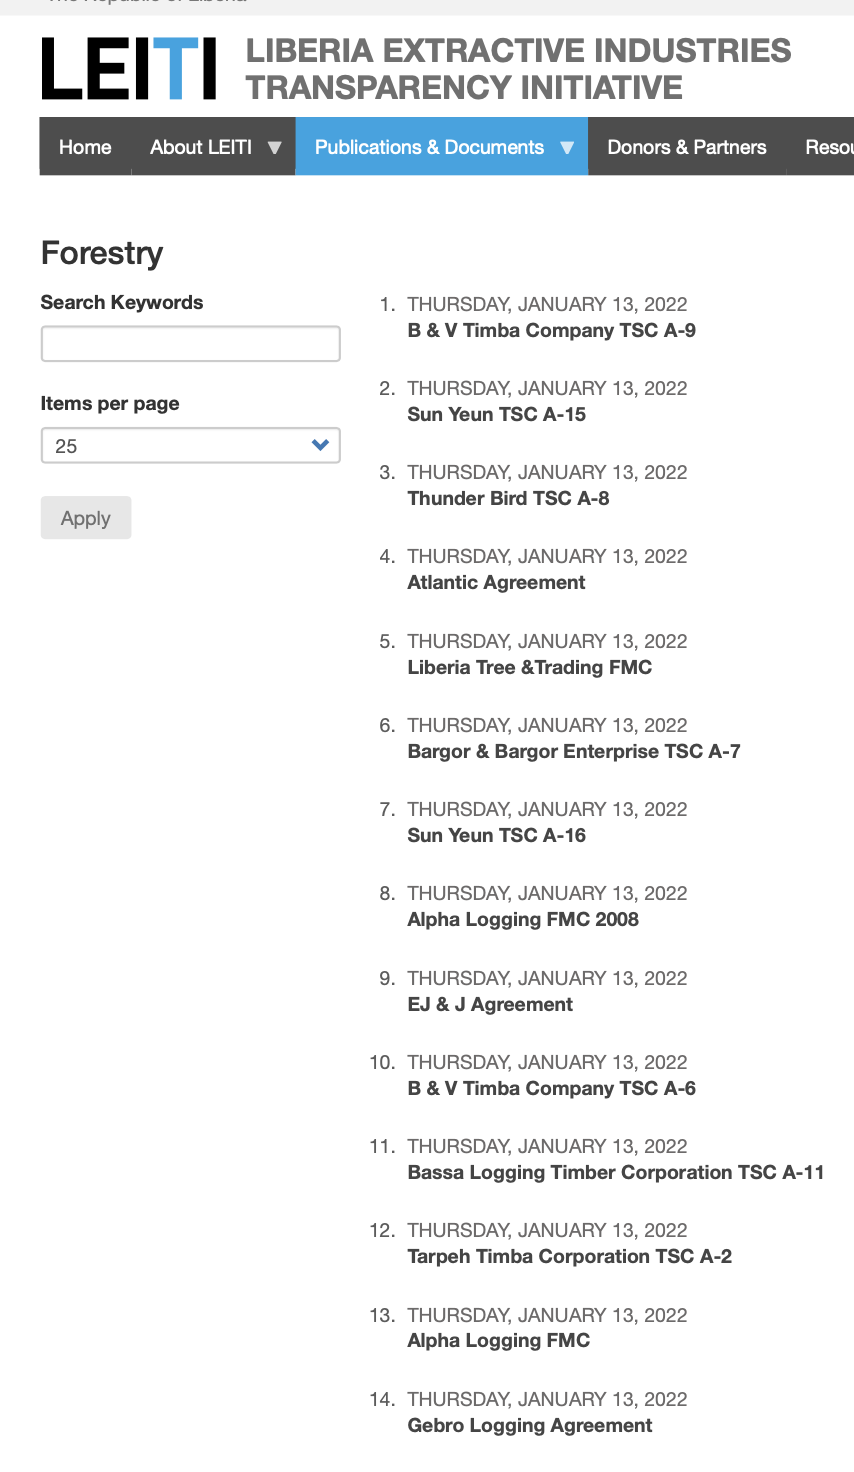 The Republic of Liberia
LEITI
LIBERIA EXTRACTIVE INDUSTRIES
TRANSPARENCY INITIATIVE
Home About LEITI ▼ Publications & Documents ▼ Donors & Partners Resou
Forestry
Search Keywords
Items per page
25
Apply
1. THURSDAY, JANUARY 13, 2022
B & V Timba Company TSC A-9
2. THURSDAY, JANUARY 13, 2022
Sun Yeun TSC A-15
3. THURSDAY, JANUARY 13, 2022
Thunder Bird TSC A-8
4. THURSDAY, JANUARY 13, 2022
Atlantic Agreement
5. THURSDAY, JANUARY 13, 2022
Liberia Tree &Trading FMC
6. THURSDAY, JANUARY 13, 2022
Bargor & Bargor Enterprise TSC A-7
7. THURSDAY, JANUARY 13, 2022
Sun Yeun TSC A-16
8. THURSDAY, JANUARY 13, 2022
Alpha Logging FMC 2008
9. THURSDAY, JANUARY 13, 2022
EJ & J Agreement
10. THURSDAY, JANUARY 13, 2022
B & V Timba Company TSC A-6
11. THURSDAY, JANUARY 13, 2022
Bassa Logging Timber Corporation TSC A-11
12. THURSDAY, JANUARY 13, 2022
Tarpeh Timba Corporation TSC A-2
13. THURSDAY, JANUARY 13, 2022
Alpha Logging FMC
14. THURSDAY, JANUARY 13, 2022
Gebro Logging Agreement